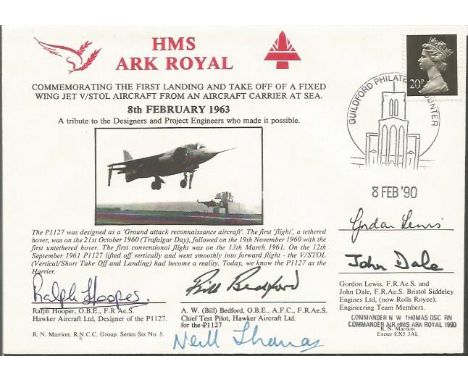 HMS
ARK ROYAL
COMMEMORATING THE FIRST LANDING AND TAKE OFF OF A FIXED
WING JET V/STOL AIRCRAFT FROM AN AIRCRAFT CARRIER AT SEA.
8th FEBRUARY 1963
A tribute to the Designers and Project Engineers who made it possible.
20P
GUILDFORD PHILATELIC COUNTER
8 FEB '90
The P1127 was designed as a 'Ground attack reconnaissance aircraft'. The first 'flight', a tethered
hover, was on the 21st October 1960 (Trafalgar Day), followed on the 19th November 1960 with the
first untethered hover. The first conventional flight was on the 13th March 1961. On the 12th
September 1961 P1127 lifted off vertically and went smoothly into forward flight - the V/STOL
(Vertical/Short Take Off and Landing) had become a reality. Today, we know the P1127 as the
Harrier.
Ralph Hooper
Bill Bedford
Gordon Lewis
John Dale
Ralph Hooper, O.B.E., F R Ae.S.
Hawker Aircraft Ltd, Designer of the P1127.
R. N. Marriott R.N.C.C. Group. Series Six No. 5.
A. W. (Bill) Bedford, O.B.E., A.F.C., F.R.Ae.S.
Chief Test Pilot, Hawker Aircraft Ltd.
for the P1127
Neill Thomas
Gordon Lewis, F.R.Ae.S. and
John Dale, F.R.Ae.S. Bristol Siddeley
Engines Ltd, (now Rolls Royce).
Engineering Team Members.
COMMANDER N W THOMAS DSC RN
COMMANDER AIR HMS ARK ROYAL 1990
R. N. Marriott
EX5 3AL